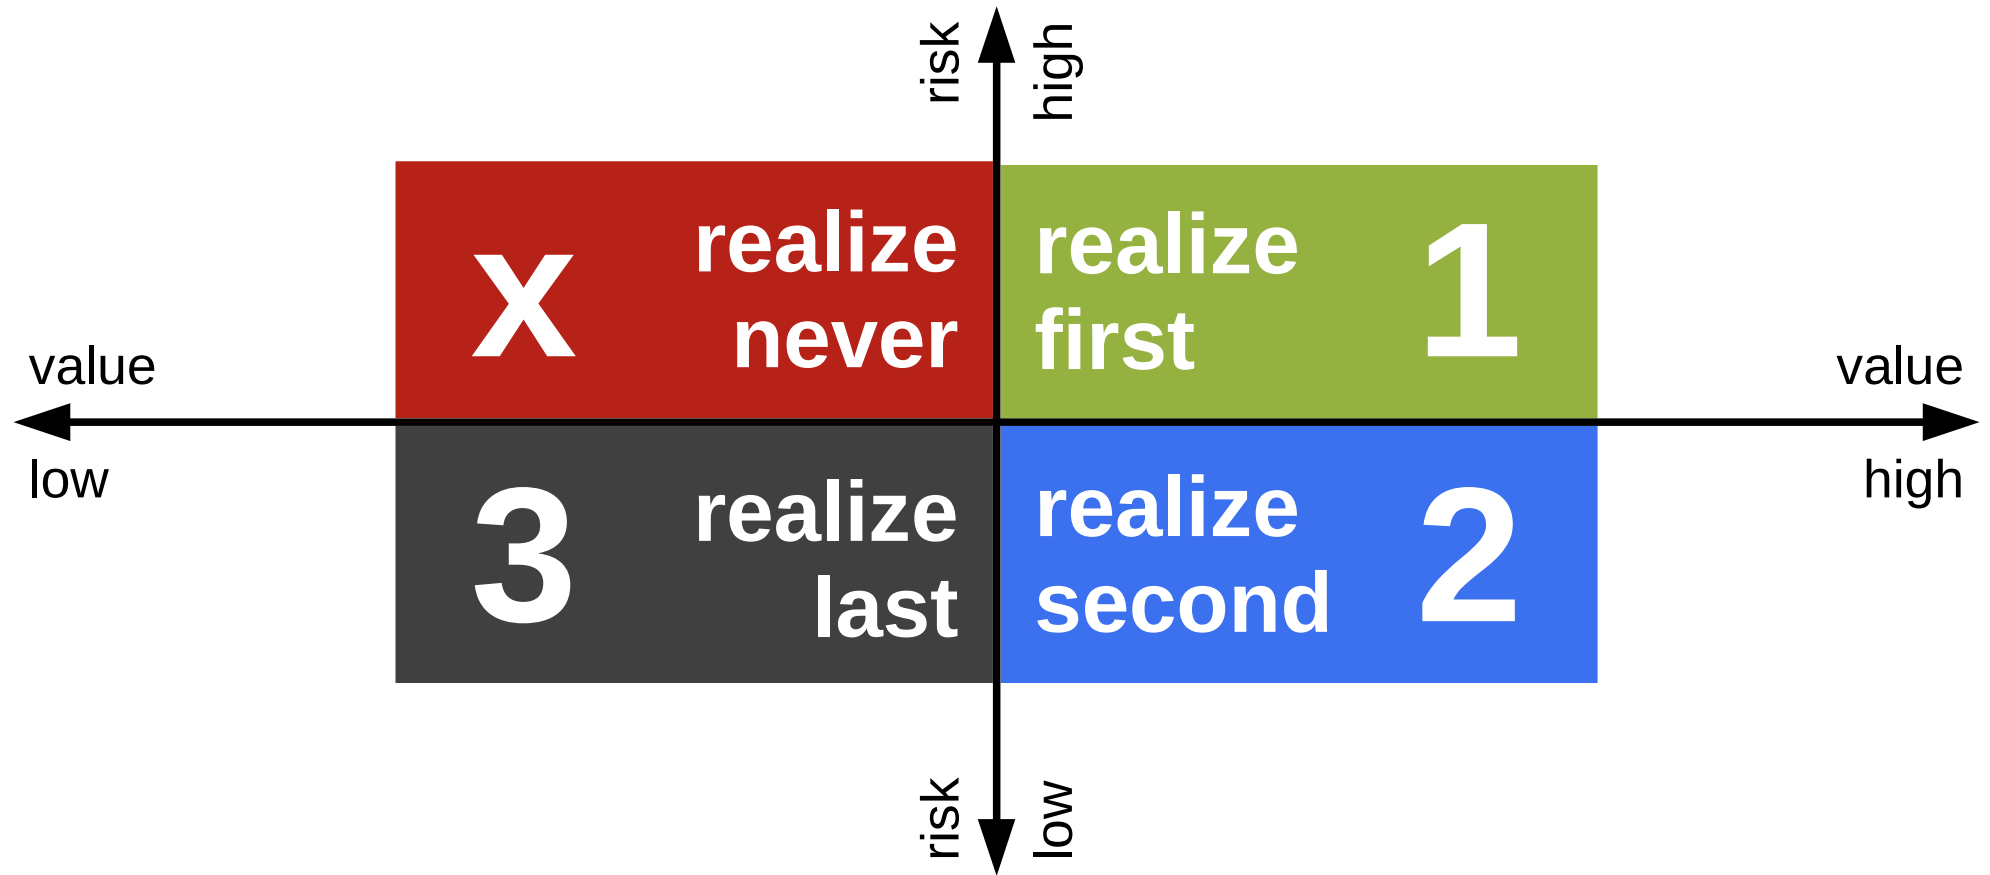 risk
high
x
realize
never
realize
first
1
value
low
value
high
3
realize
last
realize
second
2
risk
low